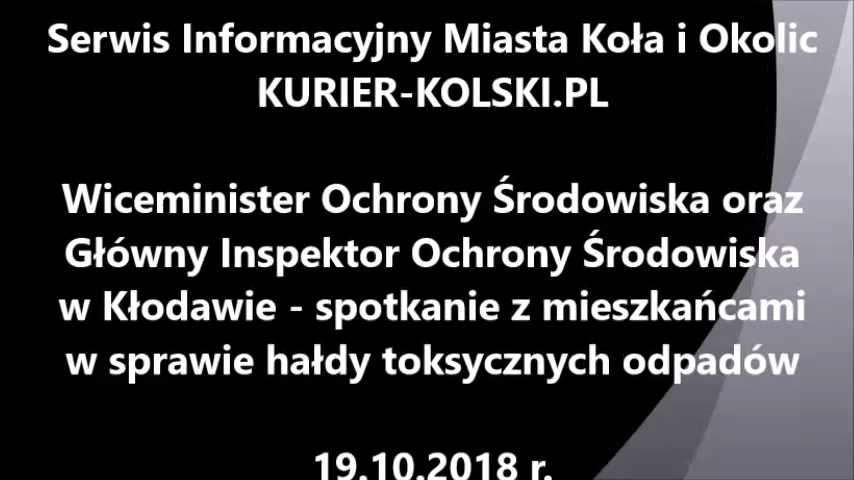 Serwis Informacyjny Miasta Koła i Okolic
KURIER-KOLSKI.PL
Wiceminister Ochrony Środowiska oraz
Główny Inspektor Ochrony Środowiska
w Kłodawie - spotkanie z mieszkańcami
w sprawie hałdy toksycznych odpadów
19.10.2018 r.